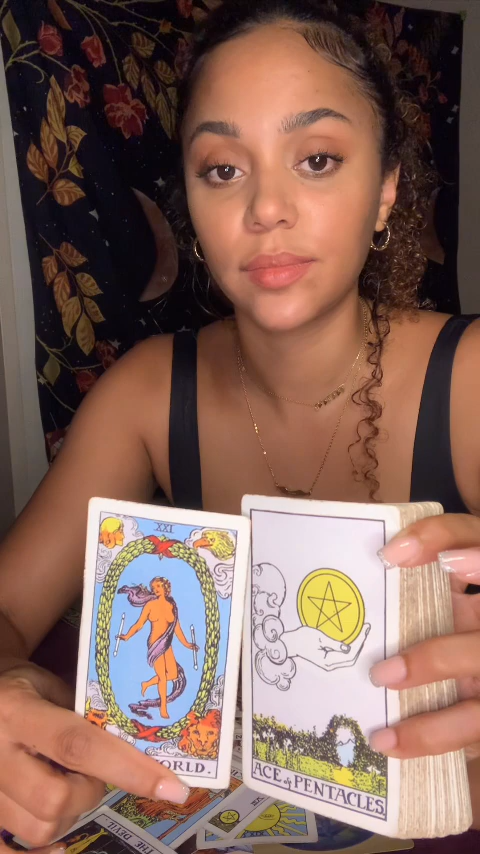 XXI
WORLD.
ACE of PENTACLES
THE DEVIL.